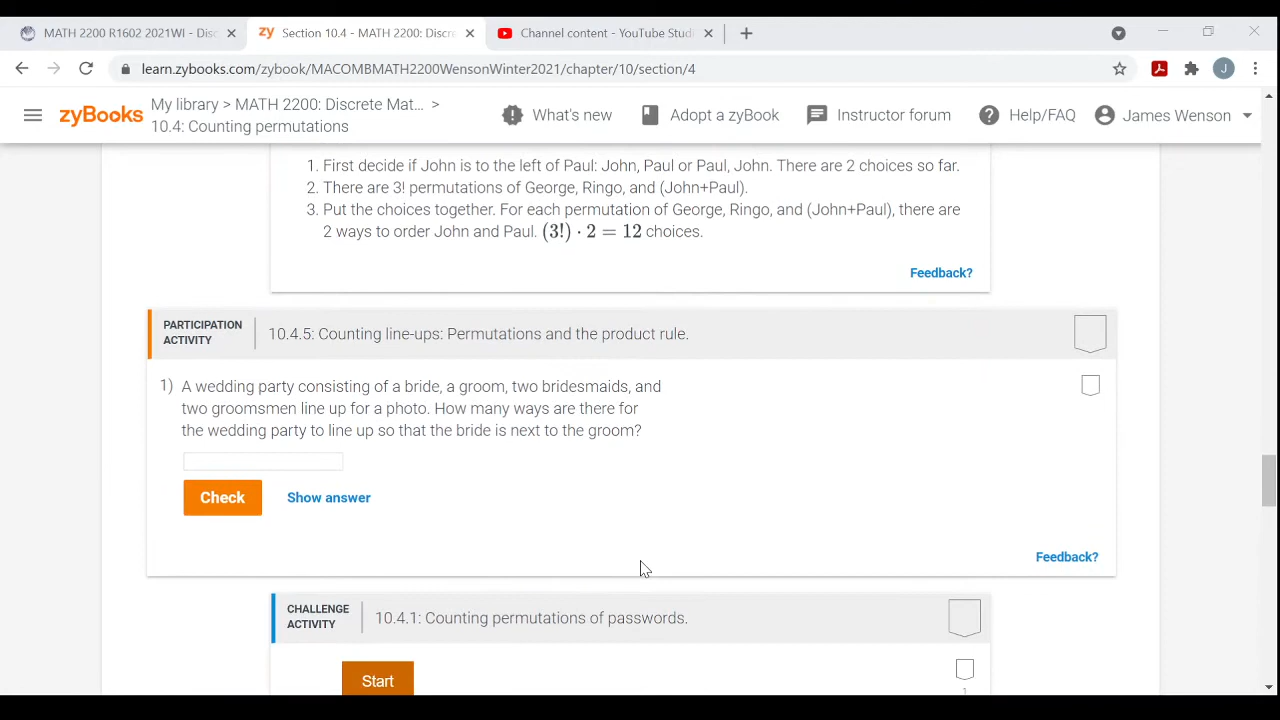 MATH 2200 R1602 2021WI - Disc
zy Section 10.4 - MATH 2200: Discre
Channel content - YouTube Studi
learn.zybooks.com/zybook/MACOMBMATH2200WensonWinter2021/chapter/10/section/4
J
zyBooks
My library > MATH 2200: Discrete Mat... >
10.4: Counting permutations
What's new
Adopt a zyBook
Instructor forum
Help/FAQ
James Wenson
1. First decide if John is to the left of Paul: John, Paul or Paul, John. There are 2 choices so far.
2. There are 3! permutations of George, Ringo, and (John+Paul).
3. Put the choices together. For each permutation of George, Ringo, and (John+Paul), there are
2 ways to order John and Paul. (3!) · 2 = 12 choices.
Feedback?
PARTICIPATION
ACTIVITY
10.4.5: Counting line-ups: Permutations and the product rule.
1) A wedding party consisting of a bride, a groom, two bridesmaids, and
two groomsmen line up for a photo. How many ways are there for
the wedding party to line up so that the bride is next to the groom?
Check
Show answer
Feedback?
CHALLENGE
ACTIVITY
10.4.1: Counting permutations of passwords.
Start